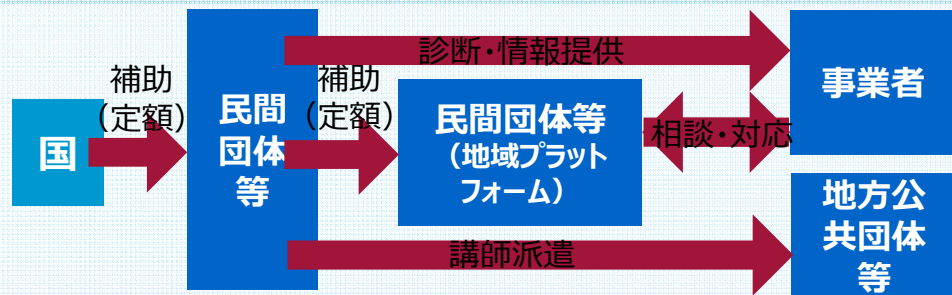 診断・情報提供
補助
(定額)
補助
(定額)
国
民間
団体
等
民間団体等
(地域プラット
フォーム)
相談・対応
事業者
講師派遣
地方公
共団体
等